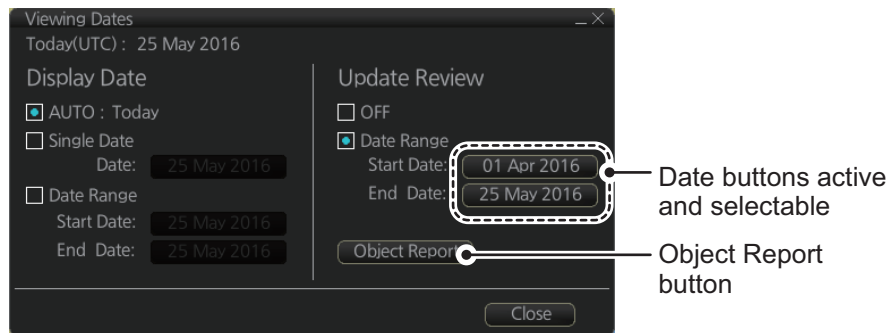 Viewing Dates
Today(UTC) : 25 May 2016
Display Date
AUTO : Today
Single Date
Date: 25 May 2016
Date Range
Start Date: 25 May 2016
End Date: 25 May 2016
Update Review
OFF
Date Range
Start Date: 01 Apr 2016
End Date: 25 May 2016
Object Report
Close
Date buttons active
and selectable
Object Report
button